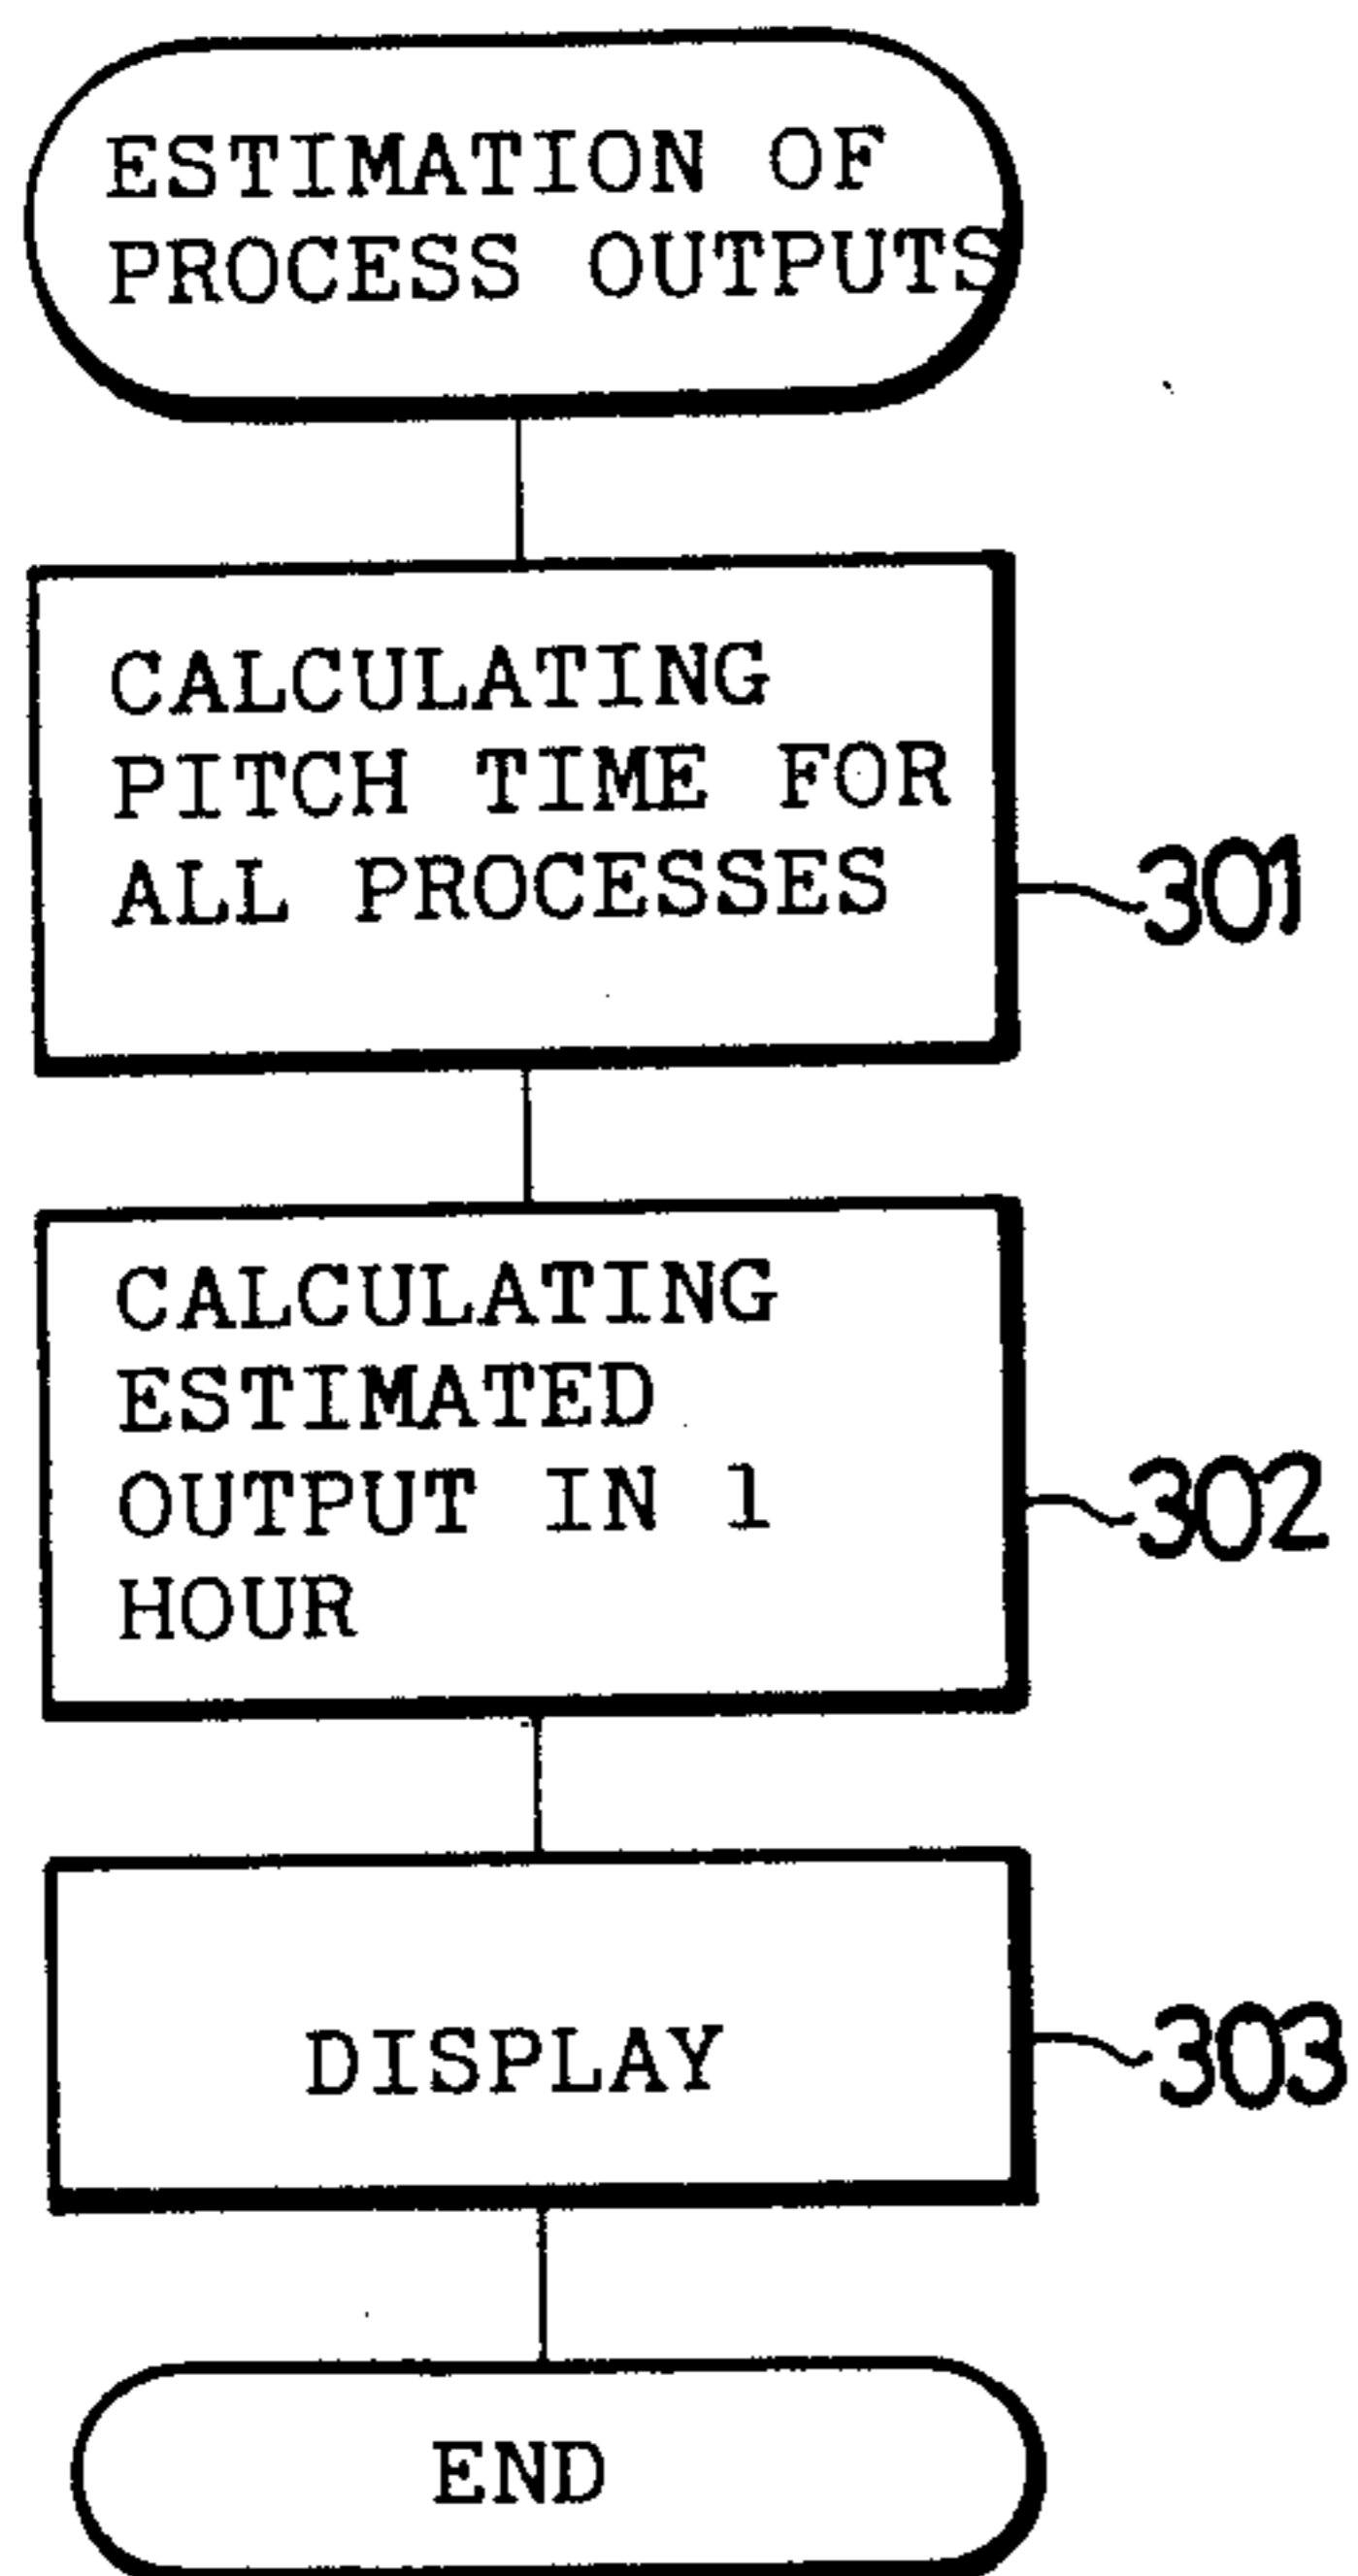 ESTIMATION OF
PROCESS OUTPUTS
CALCULATING
PITCH TIME FOR
ALL PROCESSES
301
CALCULATING
ESTIMATED
OUTPUT IN 1
HOUR
302
DISPLAY
303
END